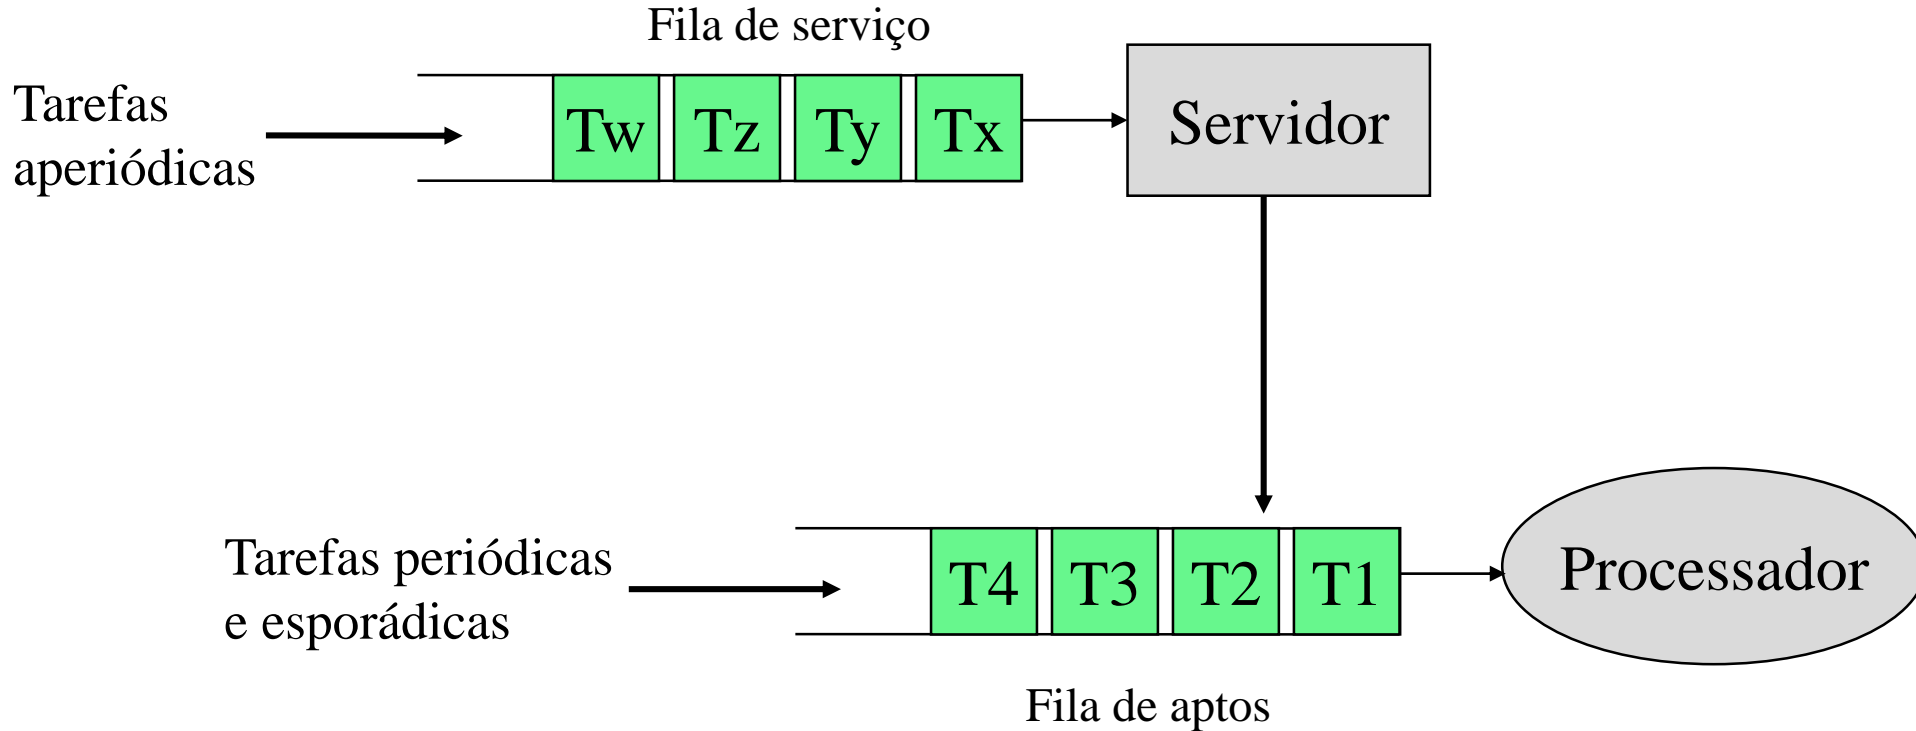 Fila de serviço
Tarefas
aperiódicas
Tw Tz Ty Tx
Servidor
Tarefas periódicas
e esporádicas
T4 T3 T2 T1
Processador
Fila de aptos